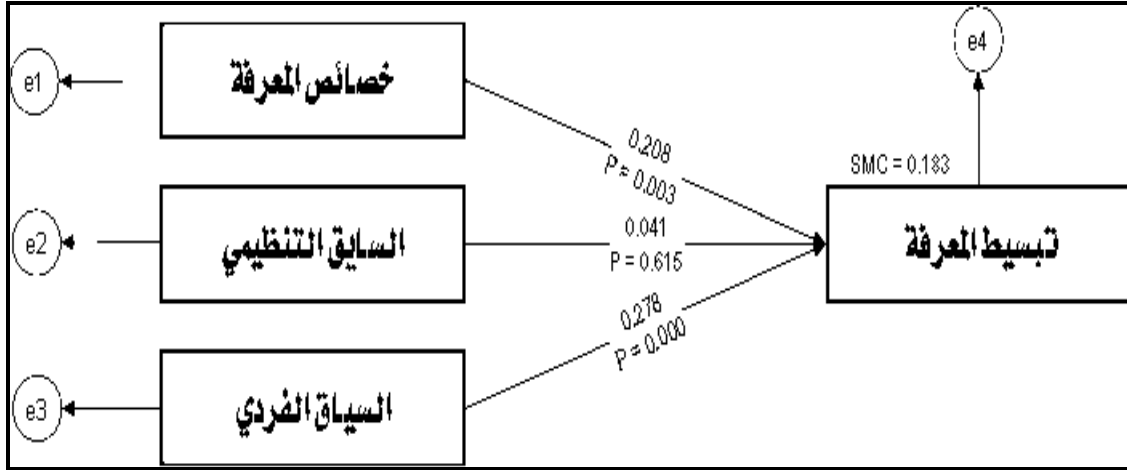 e4
e1
خصائص المعرفة
0.208
P = 0.003
SMC = 0.183
e2
السايق التنظيمي
0.041
P = 0.615
تبسيط المعرفة
0.278
P = 0.000
e3
السياق الفردي